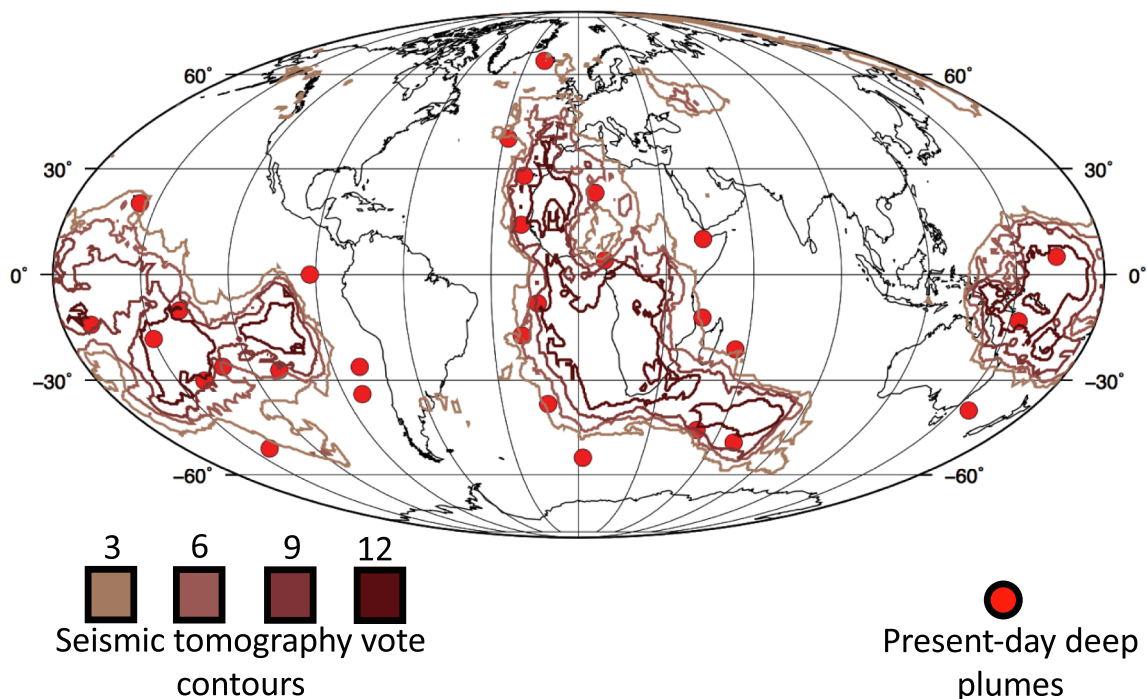 60˚ 60˚
30˚ 30˚
0˚ 0˚
−30˚ −30˚
−60˚ −60˚
3 6 9 12
Seismic tomography vote
contours
Present-day deep
plumes